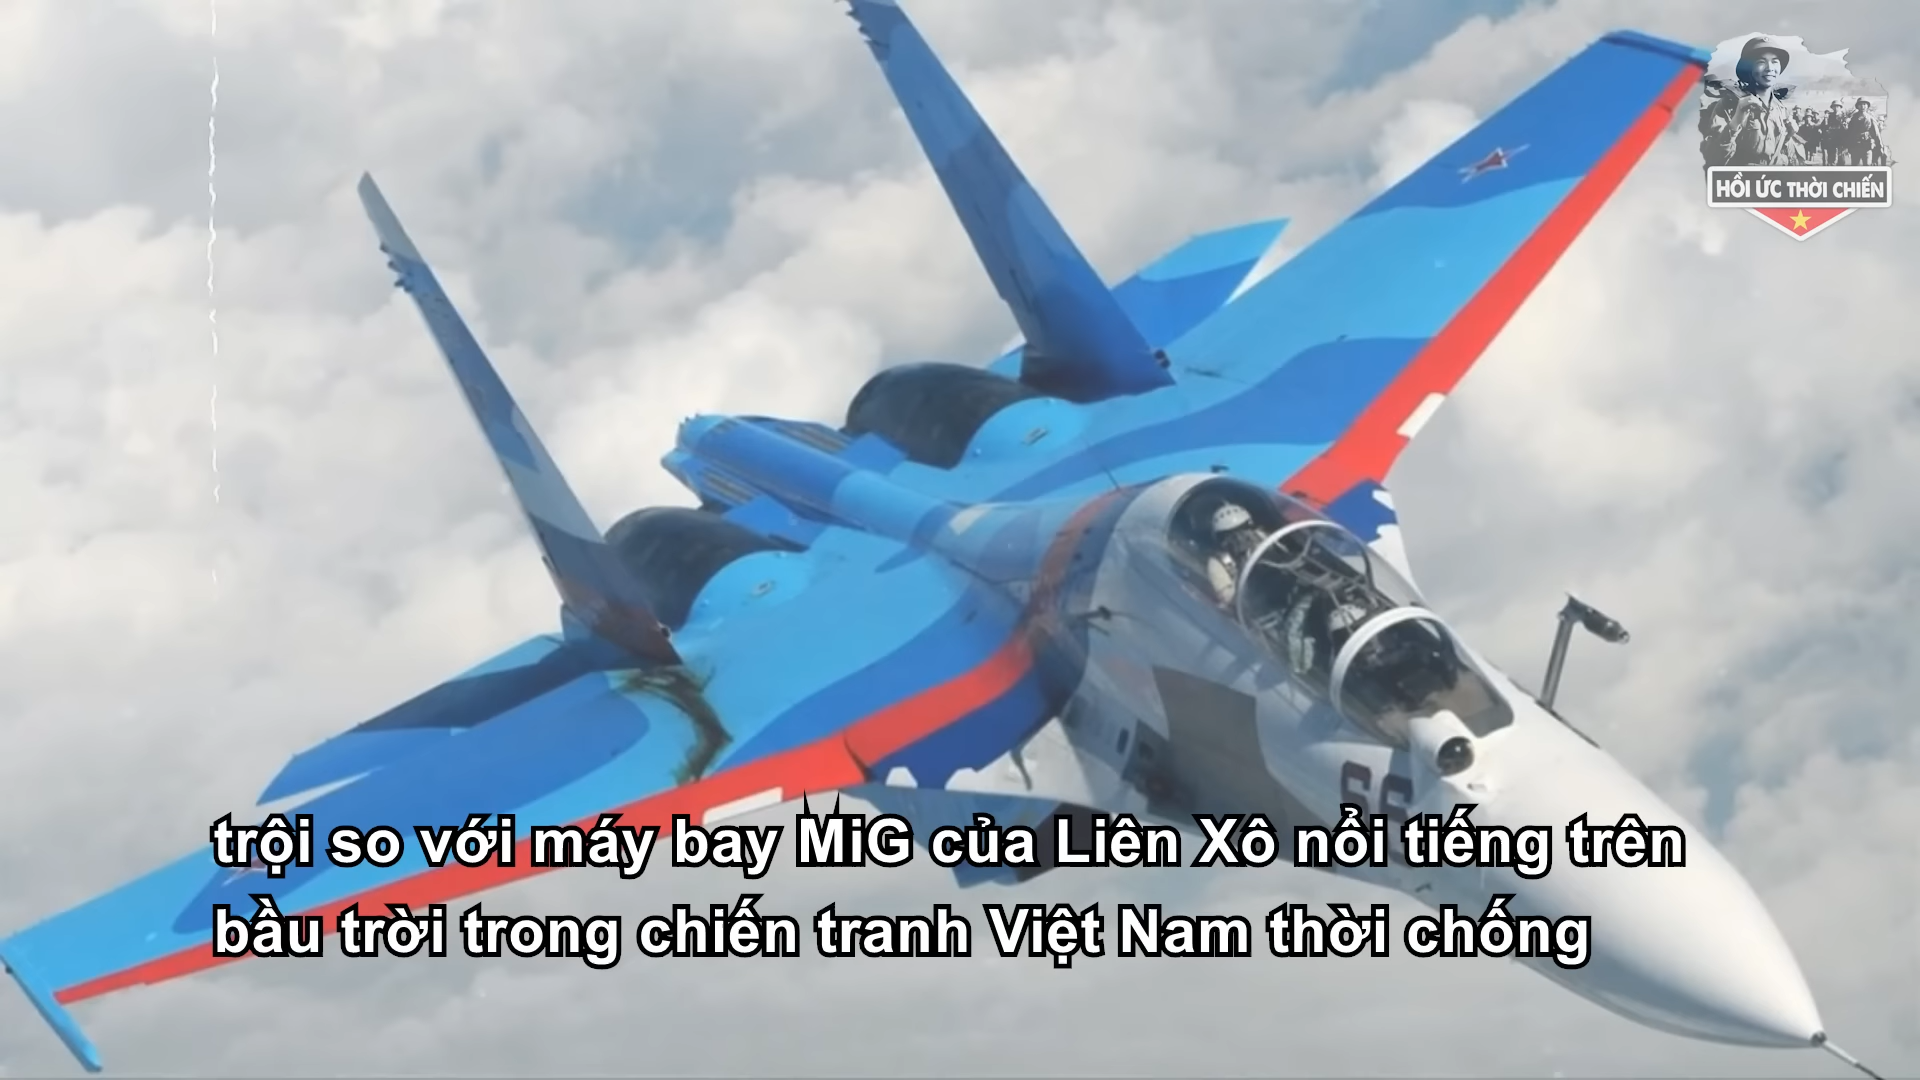 HỒI ỨC THỜI CHIẾN
trội so với máy bay MiG của Liên Xô nổi tiếng trên
bầu trời trong chiến tranh Việt Nam thời chống